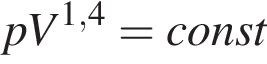 $pV^{1,4} = const$